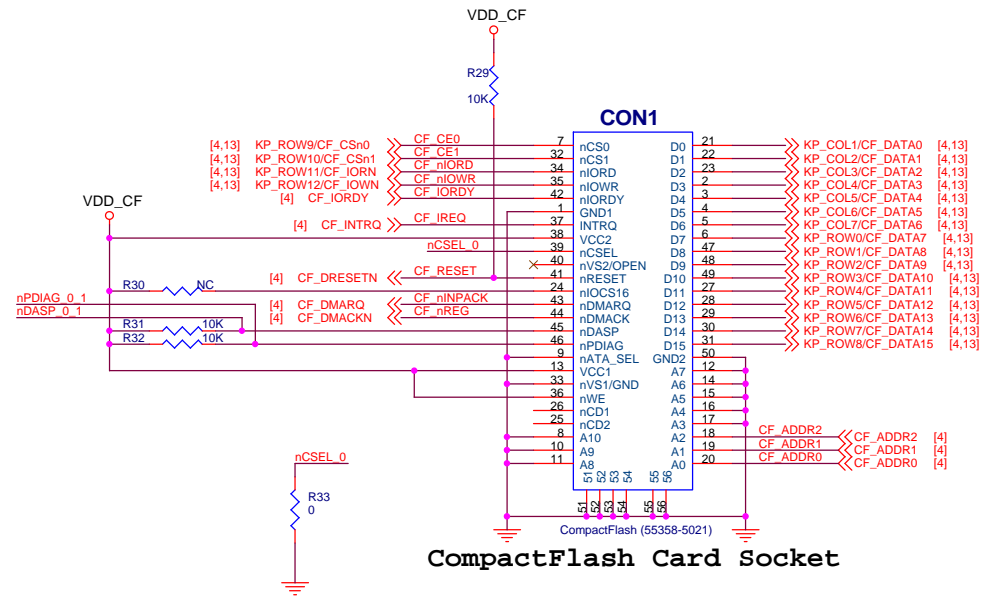 VDD_CF
R29
10K
CON1
[4,13] KP_ROW9/CF_CSn0 CF_CE0 7 nCS0 D0 21 KP_COL1/CF_DATA0 [4,13]
[4,13] KP_ROW10/CF_CSn1 CF_CE1 32 nCS1 D1 22 KP_COL2/CF_DATA1 [4,13]
[4,13] KP_ROW11/CF_IORN CF_nIORD 34 nIORD D2 23 KP_COL3/CF_DATA2 [4,13]
[4,13] KP_ROW12/CF_IOWN CF_nIOWR 35 nIOWR D3 2 KP_COL4/CF_DATA3 [4,13]
[4] CF_IORDY CF_IORDY 42 nIORDY D4 3 KP_COL5/CF_DATA4 [4,13]
VDD_CF
1 GND1 D5 4 KP_COL6/CF_DATA5 [4,13]
[4] CF_INTRQ CF_IREQ 37 INTRQ D6 5 KP_COL7/CF_DATA6 [4,13]
38 VCC2 D7 6 KP_ROW0/CF_DATA7 [4,13]
nCSEL_0 39 nCSEL D8 47 KP_ROW1/CF_DATA8 [4,13]
40 nVS2/OPEN D9 48 KP_ROW2/CF_DATA9 [4,13]
[4] CF_DRESETN CF_RESET 41 nRESET D10 49 KP_ROW3/CF_DATA10 [4,13]
R30 NC 24 nIOCS16 D11 27 KP_ROW4/CF_DATA11 [4,13]
nPDIAG_0_1 [4] CF_DMARQ CF_nINPACK 43 nDMARQ D12 28 KP_ROW5/CF_DATA12 [4,13]
nDASP_0_1 [4] CF_DMACKN CF_nREG 44 nDMACK D13 29 KP_ROW6/CF_DATA13 [4,13]
R31 10K 45 nDASP D14 30 KP_ROW7/CF_DATA14 [4,13]
R32 10K 46 nPDIAG D15 31 KP_ROW8/CF_DATA15 [4,13]
9 nATA_SEL GND2 50
13 VCC1 A7 12
33 nVS1/GND A6 14
36 nWE A5 15
26 nCD1 A4 16
25 nCD2 A3 17
8 A10 A2 18 CF_ADDR2 CF_ADDR2 [4]
10 A9 A1 19 CF_ADDR1 CF_ADDR1 [4]
11 A8 A0 20 CF_ADDR0 CF_ADDR0 [4]
nCSEL_0
51 52 53 54 55 56
R33
0
51 52 53 54 55 56
CompactFlash (55358-5021)
CompactFlash Card Socket